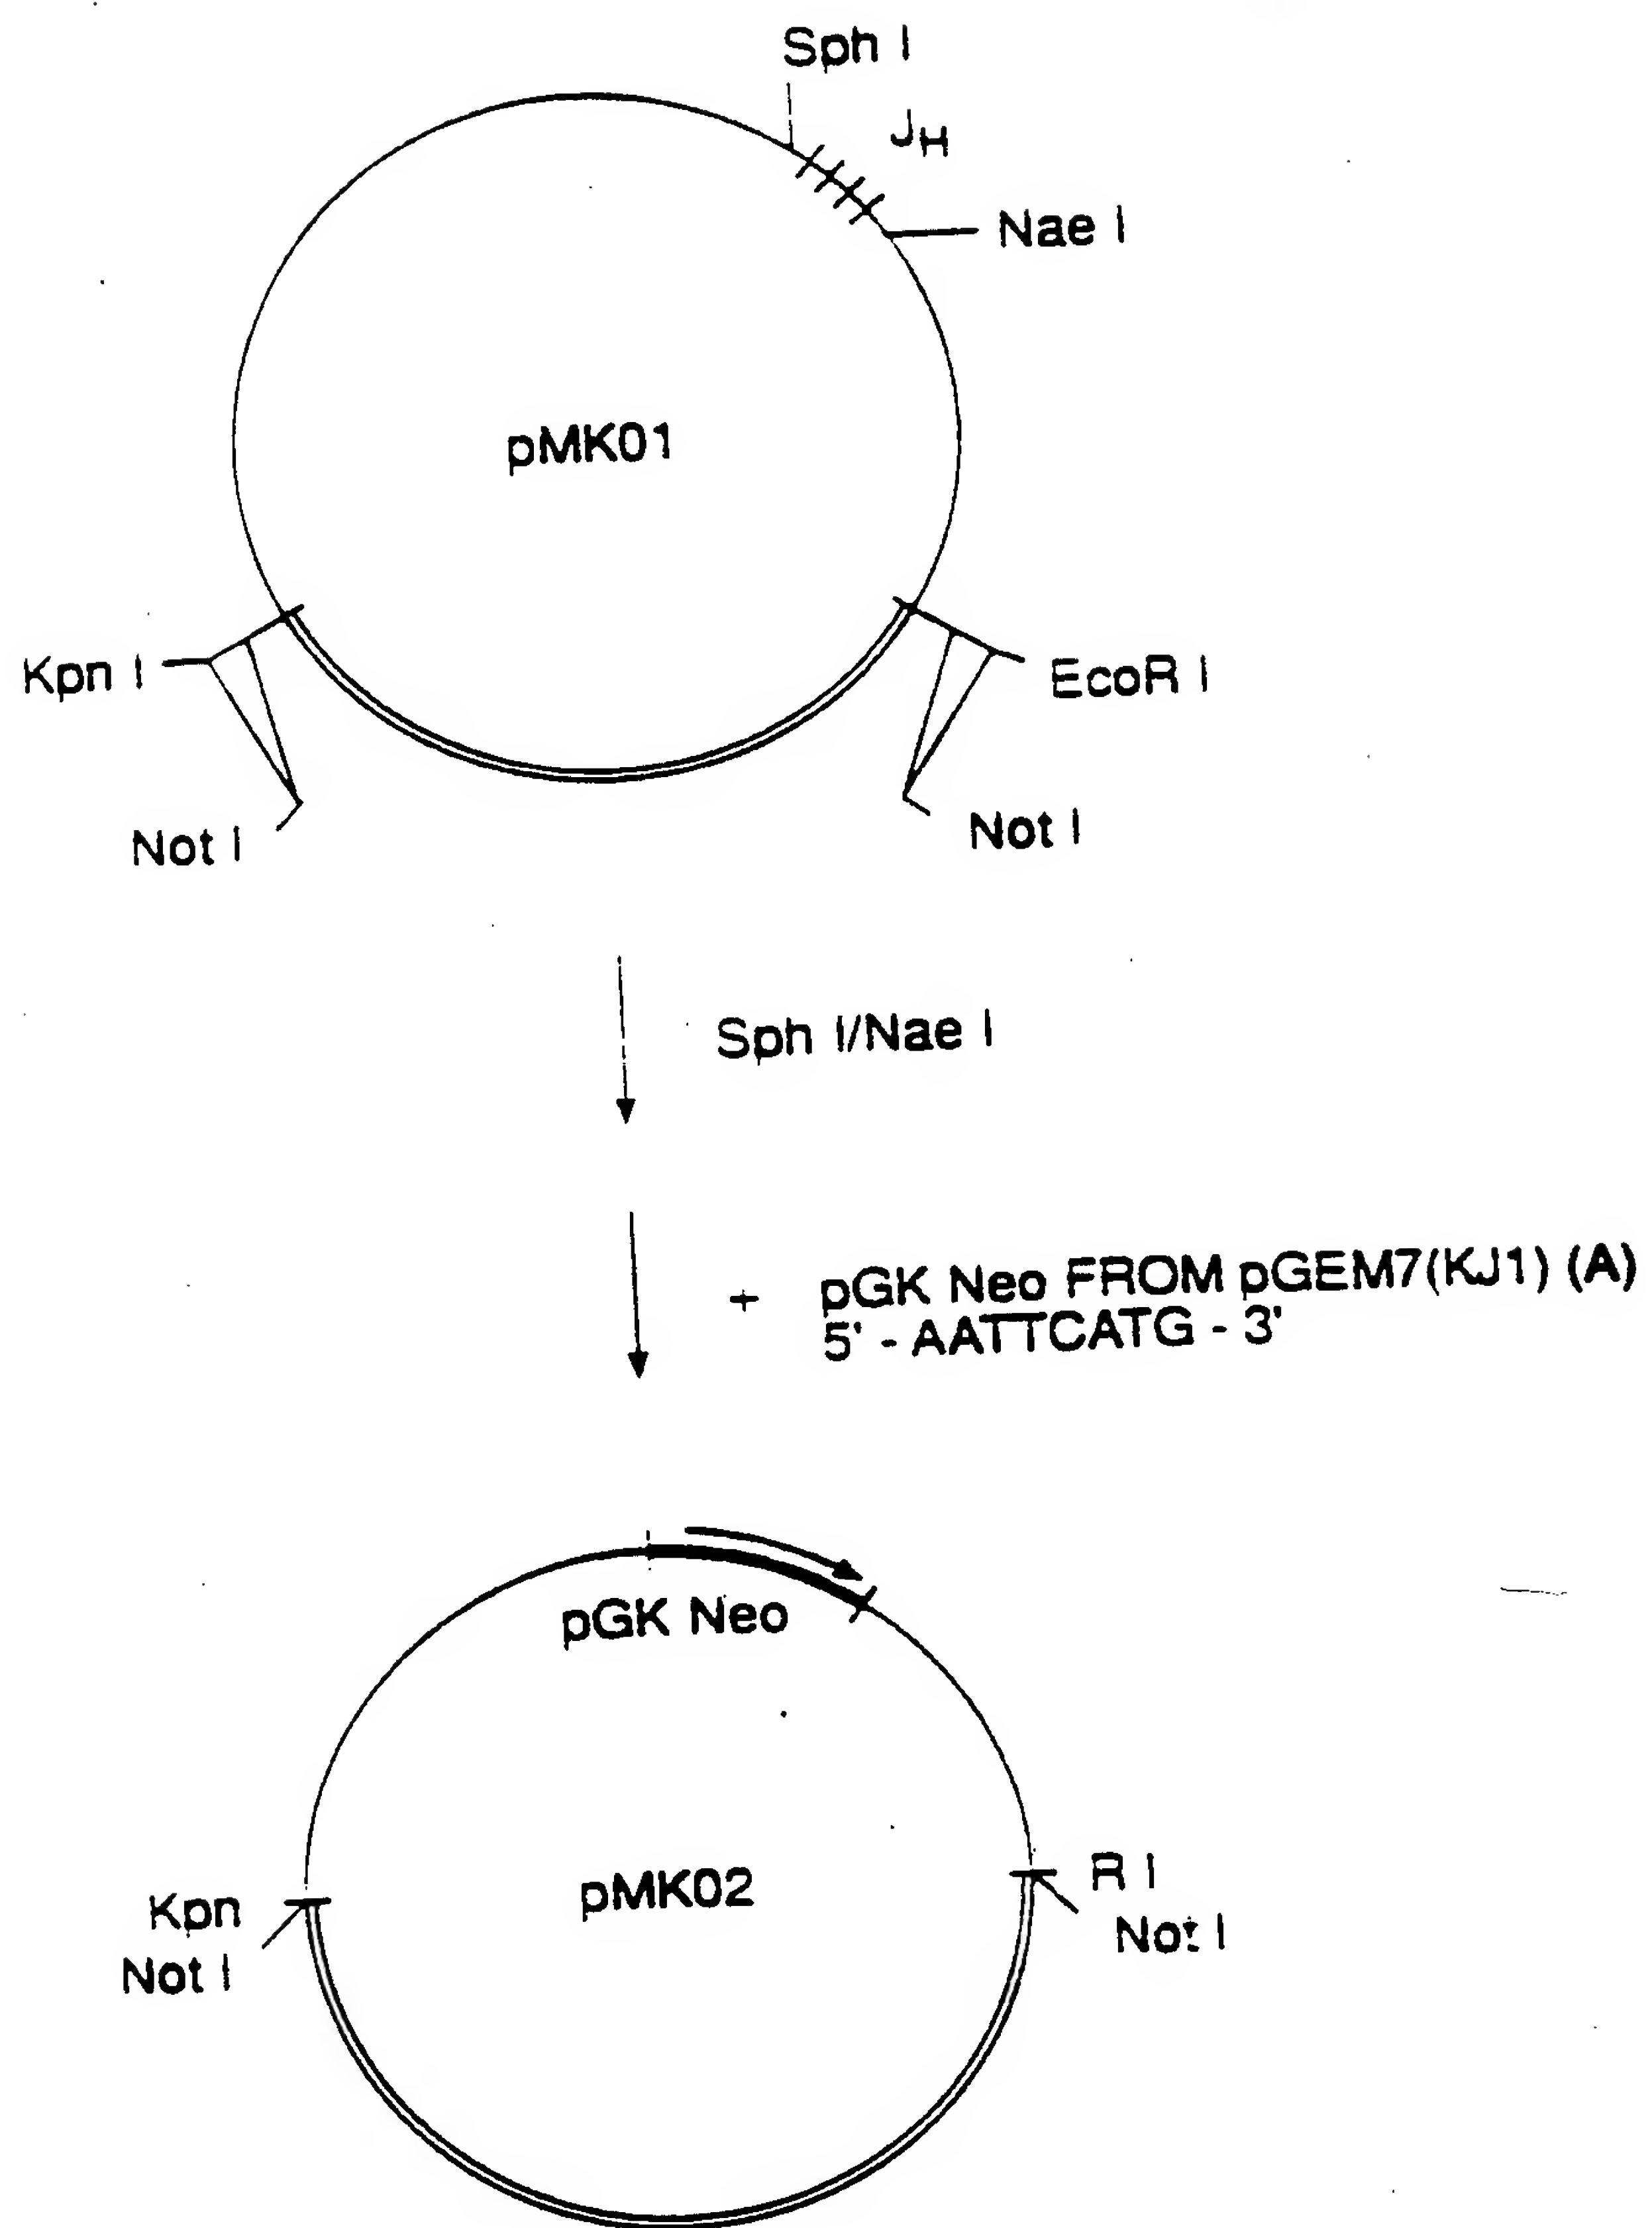 Sph I
JH
Nae I
pMK01
Kpn I
EcoR I
Not I
Not I
Sph I/Nae I
+ pGK Neo FROM pGEM7(KJ1) (A)
5' - AATTCATG - 3'
pGK Neo
pMK02
Kpn
Not I
R I
Not I